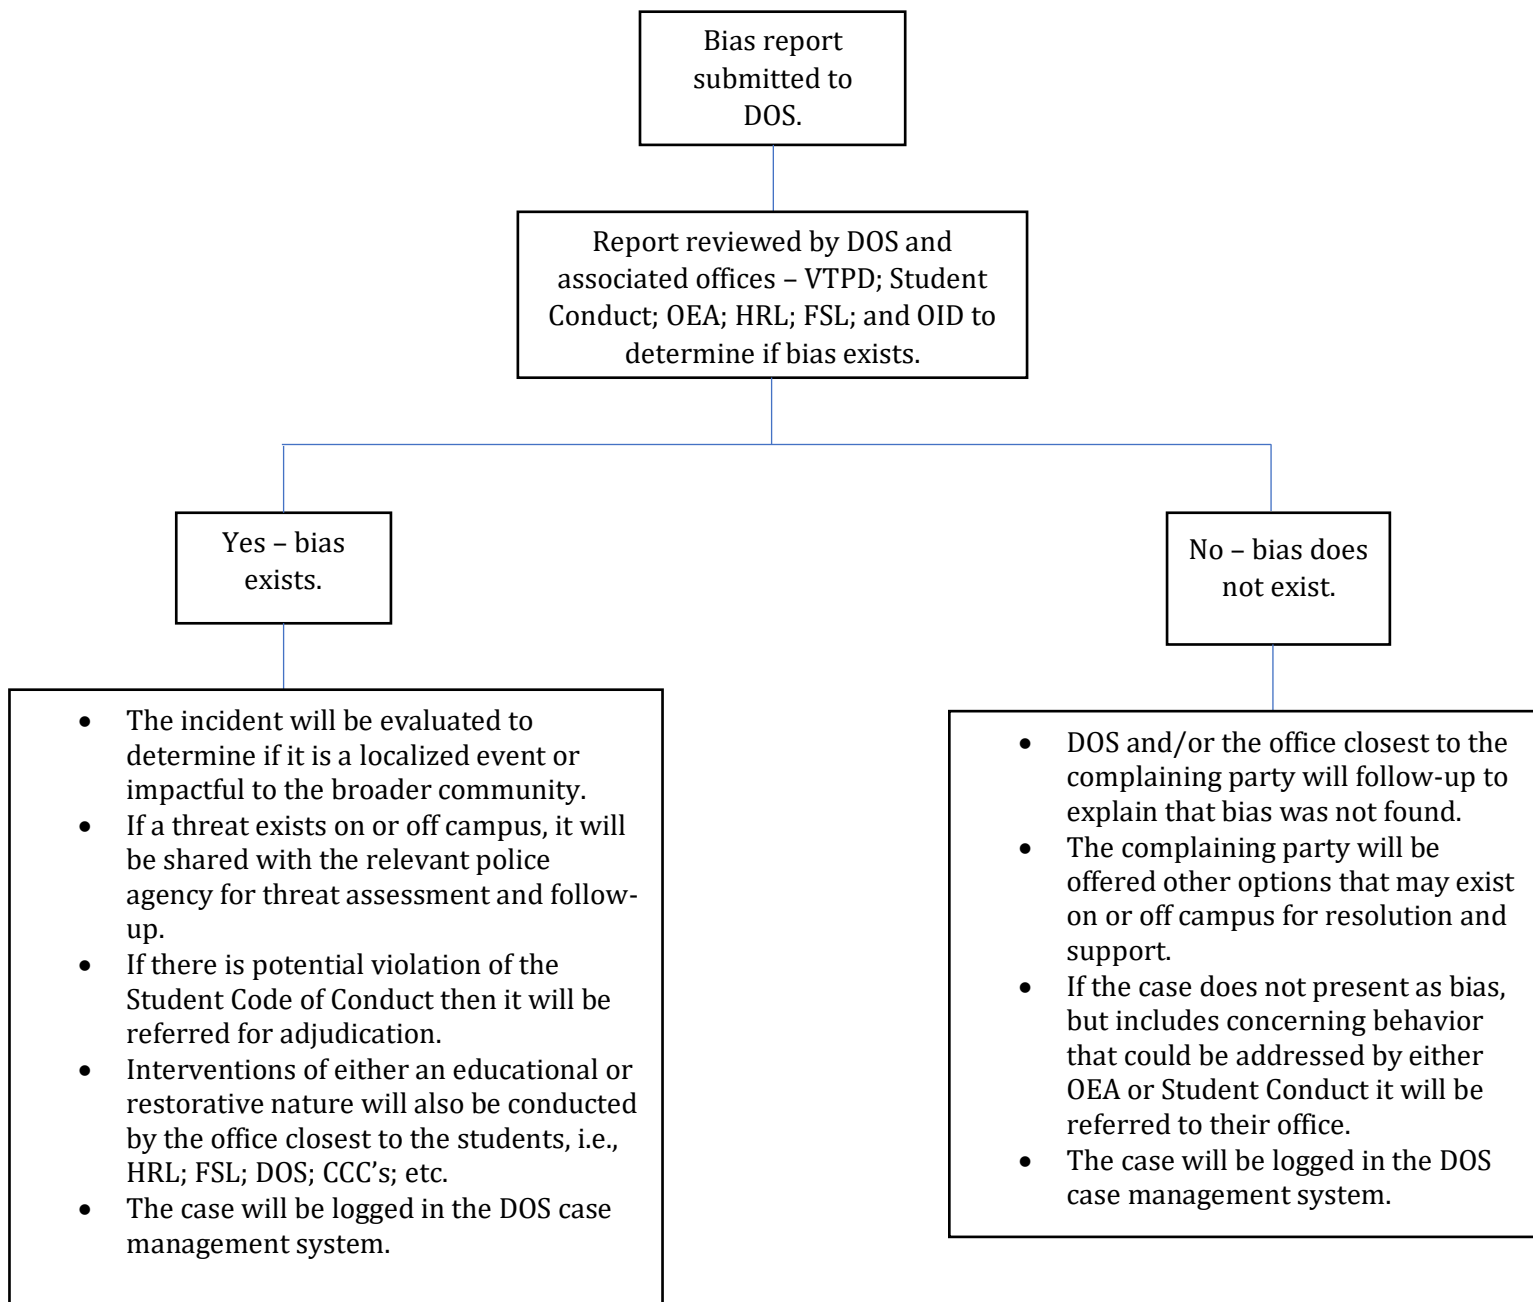 Bias report
submitted to
DOS.
Report reviewed by DOS and
associated offices – VTPD; Student
Conduct; OEA; HRL; FSL; and OID to
determine if bias exists.
Yes – bias
exists.
No – bias does
not exist.
• The incident will be evaluated to
determine if it is a localized event or
impactful to the broader community.
• If a threat exists on or off campus, it will
be shared with the relevant police
agency for threat assessment and follow-
up.
• If there is potential violation of the
Student Code of Conduct then it will be
referred for adjudication.
• Interventions of either an educational or
restorative nature will also be conducted
by the office closest to the students, i.e.,
HRL; FSL; DOS; CCC’s; etc.
• The case will be logged in the DOS case
management system.
• DOS and/or the office closest to the
complaining party will follow-up to
explain that bias was not found.
• The complaining party will be
offered other options that may exist
on or off campus for resolution and
support.
• If the case does not present as bias,
but includes concerning behavior
that could be addressed by either
OEA or Student Conduct it will be
referred to their office.
• The case will be logged in the DOS
case management system.